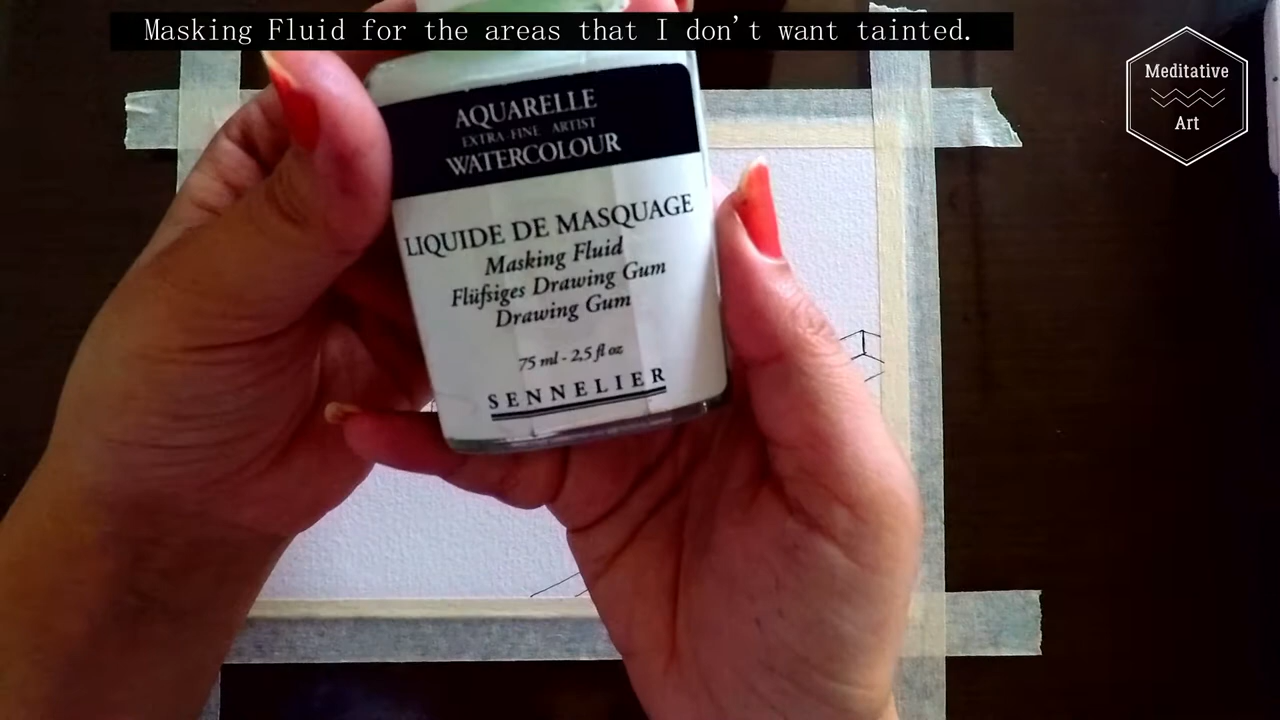 Masking Fluid for the areas that I don't want tainted.
Meditative
Art
AQUARELLE
EXTRA-FINE ARTIST
WATERCOLOUR
LIQUIDE DE MASQUAGE
Masking Fluid
Flüfsiges Drawing Gum
Drawing Gum
75 ml - 2,5 fl oz
SENNELIER